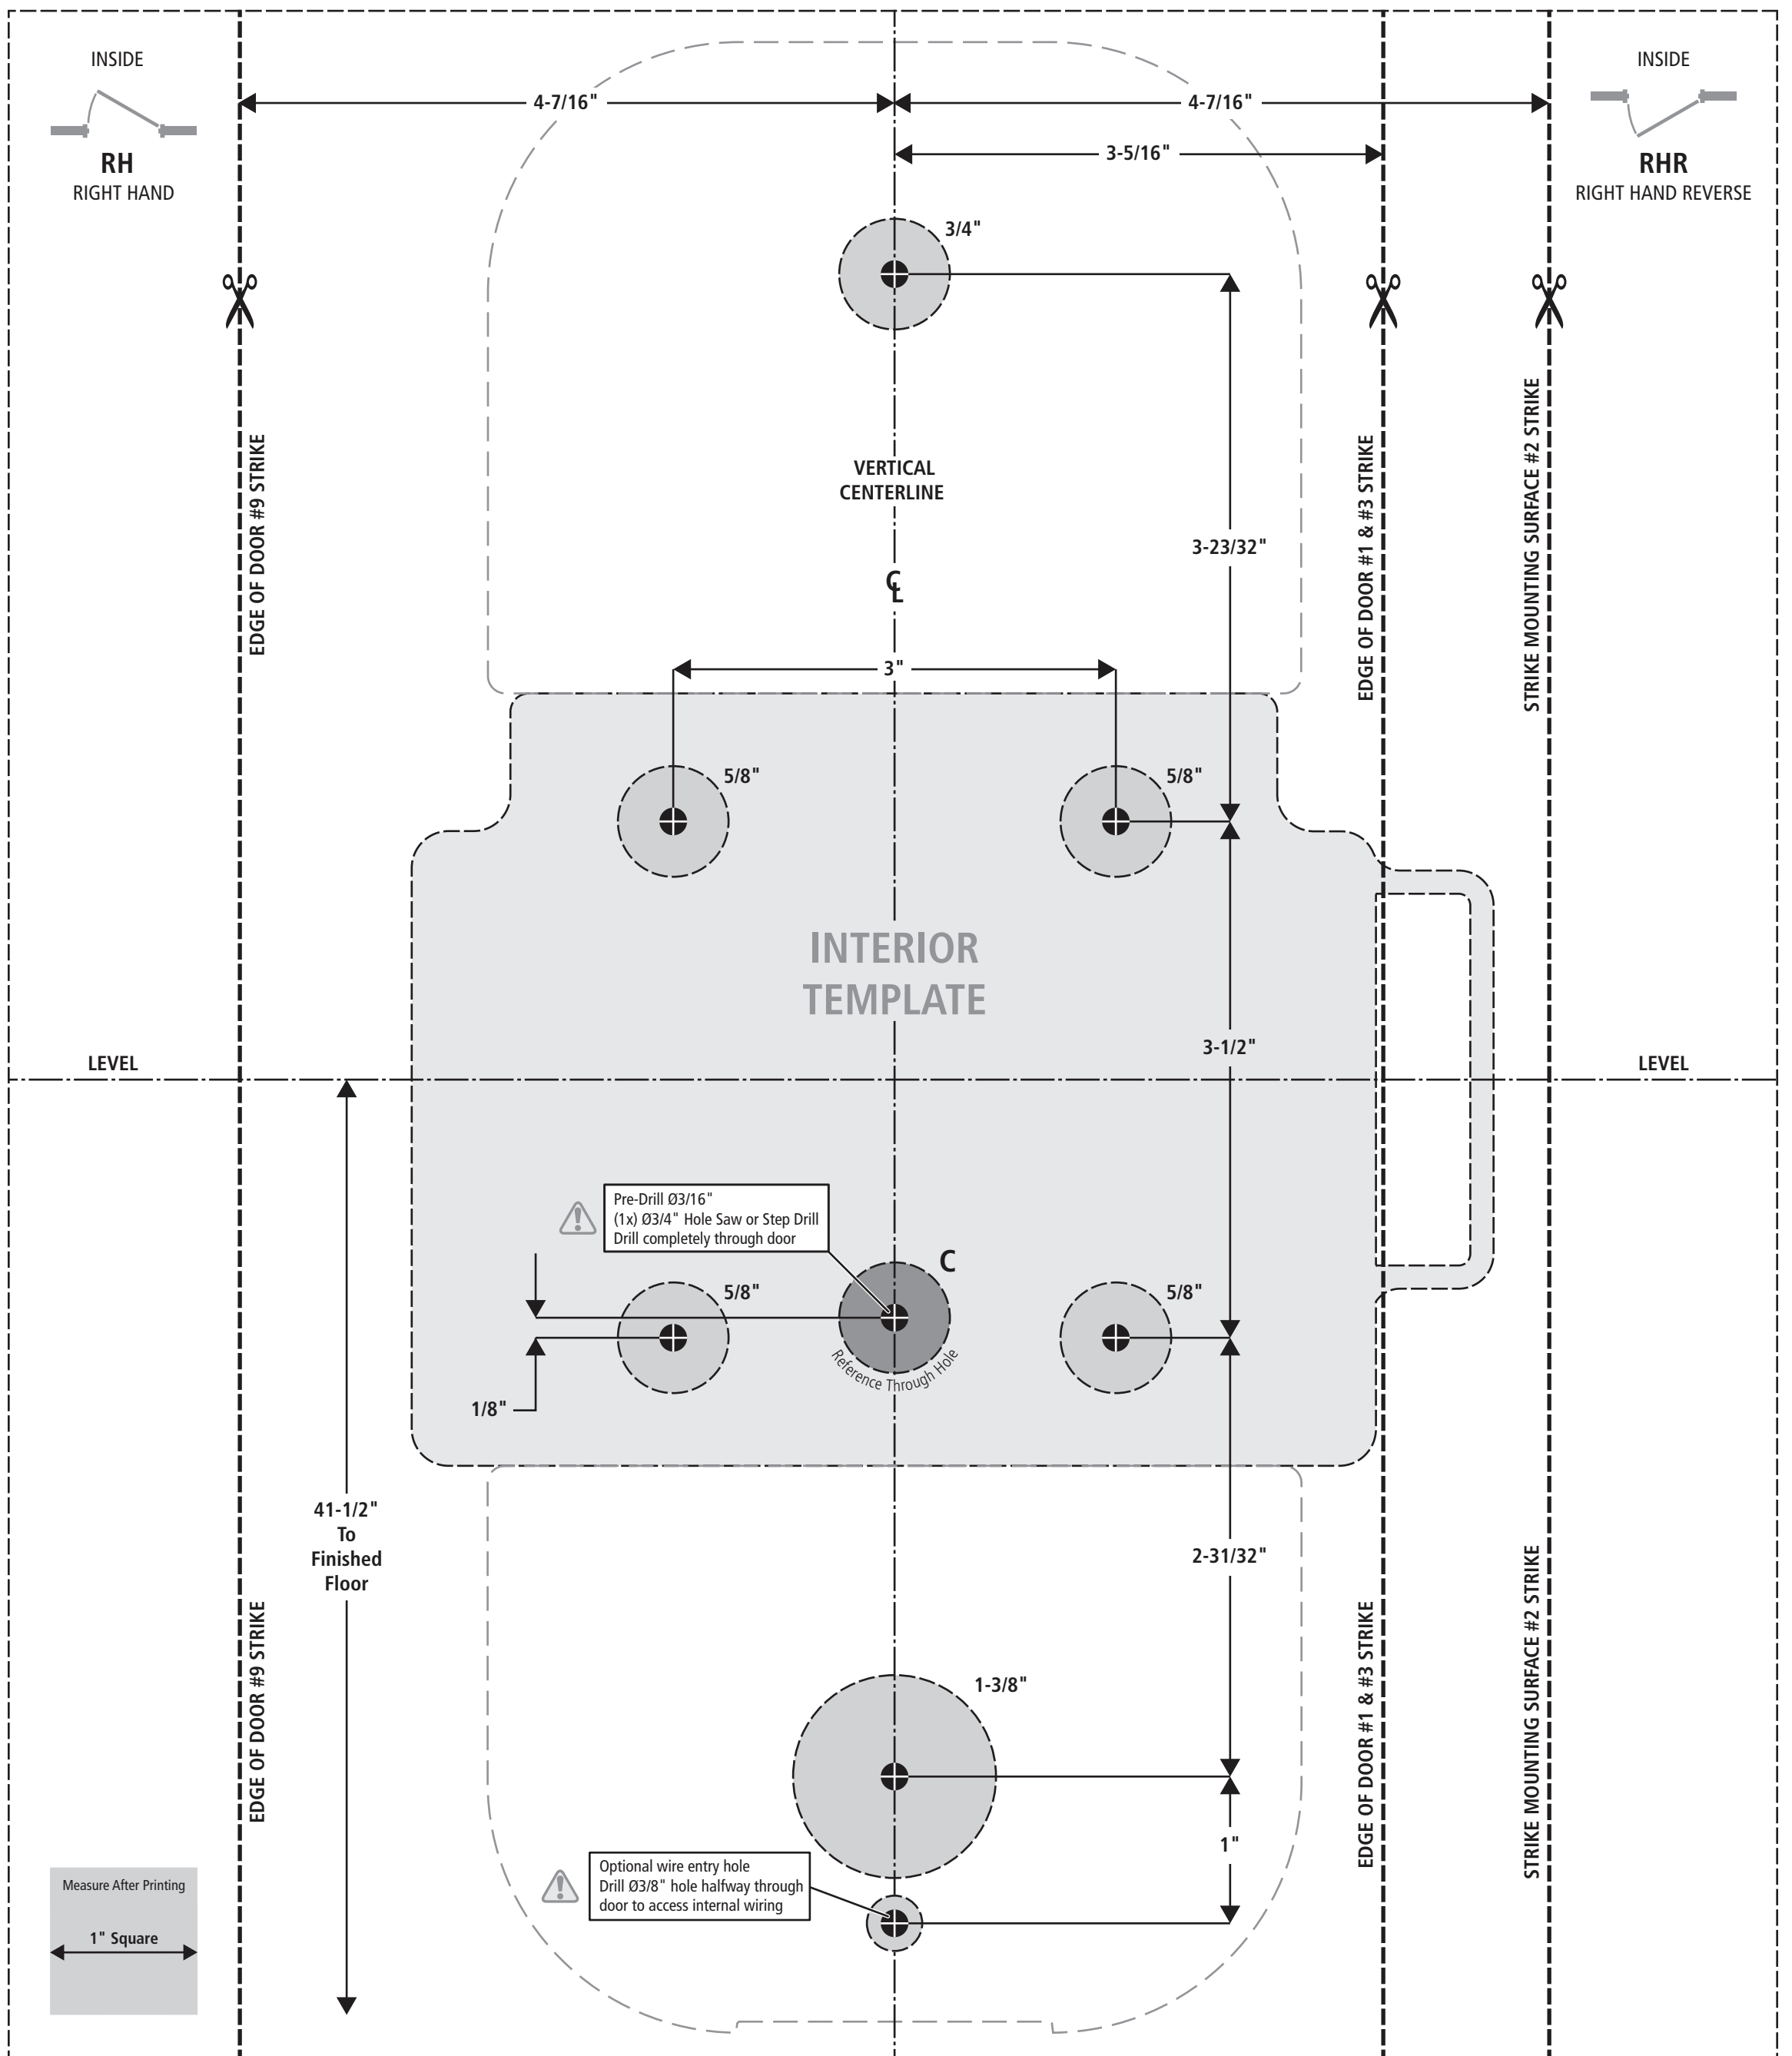 INSIDE
RH
RIGHT HAND
INSIDE
RHR
RIGHT HAND REVERSE
4-7/16"
4-7/16"
3-5/16"
3/4"
EDGE OF DOOR #9 STRIKE
VERTICAL
CENTERLINE
CL
3-23/32"
EDGE OF DOOR #1 & #3 STRIKE
STRIKE MOUNTING SURFACE #2 STRIKE
3"
5/8"
5/8"
INTERIOR
TEMPLATE
3-1/2"
LEVEL
LEVEL
Pre-Drill Ø3/16"
(1x) Ø3/4" Hole Saw or Step Drill
Drill completely through door
C
5/8"
5/8"
Reference Through Hole
1/8"
41-1/2"
To
Finished
Floor
2-31/32"
EDGE OF DOOR #9 STRIKE
EDGE OF DOOR #1 & #3 STRIKE
STRIKE MOUNTING SURFACE #2 STRIKE
1-3/8"
1"
Optional wire entry hole
Drill Ø3/8" hole halfway through
door to access internal wiring
Measure After Printing
1" Square